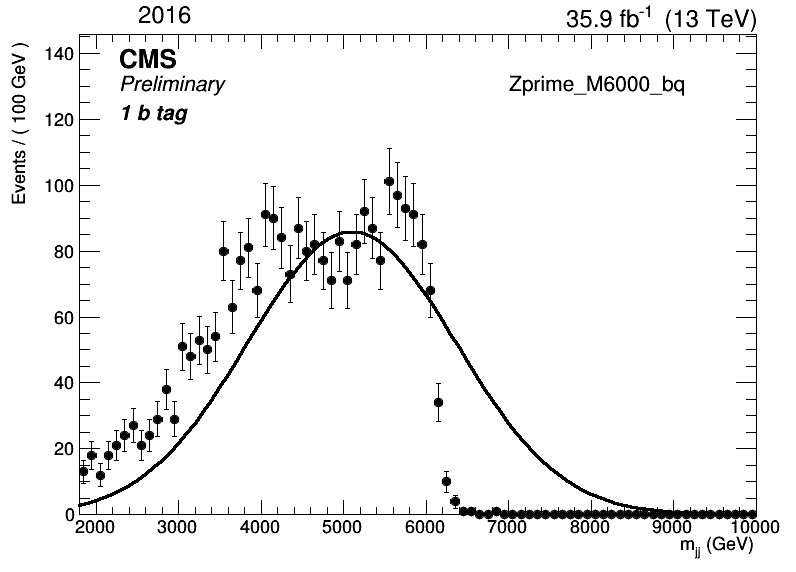 2016 35.9 fb⁻¹ (13 TeV)
CMS
Preliminary
1 b tag
Zprime_M6000_bq
Events / ( 100 GeV )
140
120
100
80
60
40
20
0
2000 3000 4000 5000 6000 7000 8000 9000 10000
m_jj (GeV)